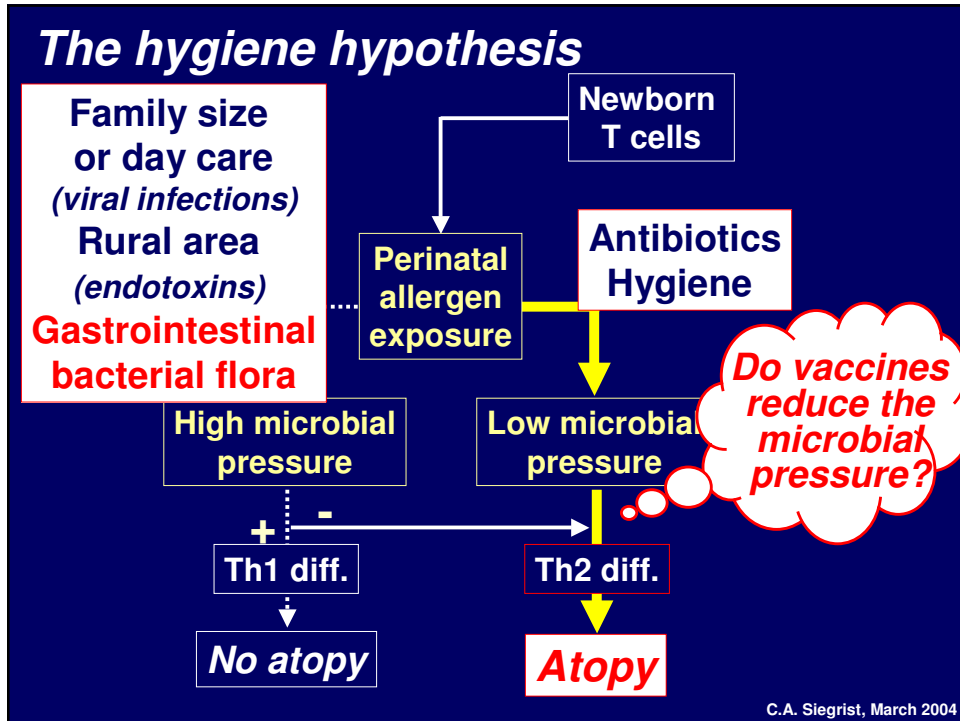 The hygiene hypothesis
Family size
or day care
(viral infections)
Rural area
(endotoxins)
Gastrointestinal
bacterial flora
Newborn
T cells
Perinatal
allergen
exposure
Antibiotics
Hygiene
High microbial
pressure
Low microbial
pressure
Do vaccines
reduce the
microbial
pressure?
+
-
Th1 diff.
Th2 diff.
No atopy
Atopy
C.A. Siegrist, March 2004